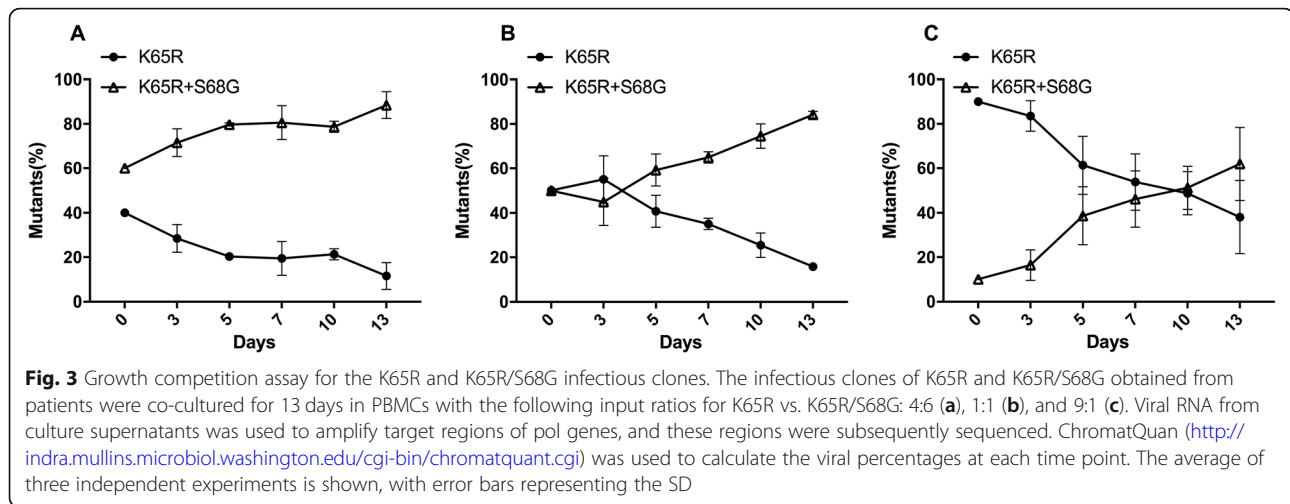 A
K65R
K65R+S68G
100
80
60
40
20
0
Mutants(%)
0 3 5 7 10 13
Days
B
K65R
K65R+S68G
100
80
60
40
20
0
Mutants(%)
0 3 5 7 10 13
Days
C
K65R
K65R+S68G
100
80
60
40
20
0
Mutants(%)
0 3 5 7 10 13
Days
Fig. 3 Growth competition assay for the K65R and K65R/S68G infectious clones. The infectious clones of K65R and K65R/S68G obtained from
patients were co-cultured for 13 days in PBMCs with the following input ratios for K65R vs. K65R/S68G: 4:6 (a), 1:1 (b), and 9:1 (c). Viral RNA from
culture supernatants was used to amplify target regions of pol genes, and these regions were subsequently sequenced. ChromatQuan (http://
indra.mullins.microbiol.washington.edu/cgi-bin/chromatquant.cgi) was used to calculate the viral percentages at each time point. The average of
three independent experiments is shown, with error bars representing the SD